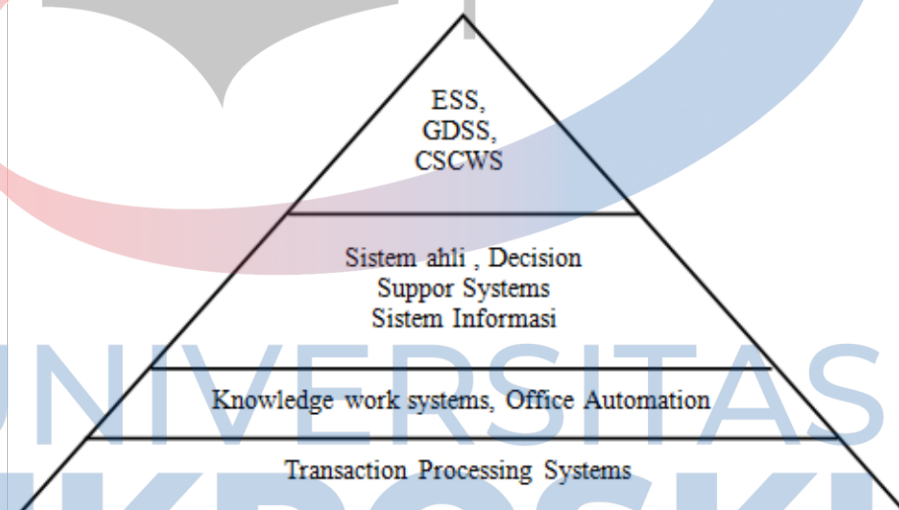 ESS,
GDSS,
CSCWS
Sistem ahli , Decision
Suppor Systems
Sistem Informasi
UNIVERSITAS
Knowledge work systems, Office Automation
Transaction Processing Systems